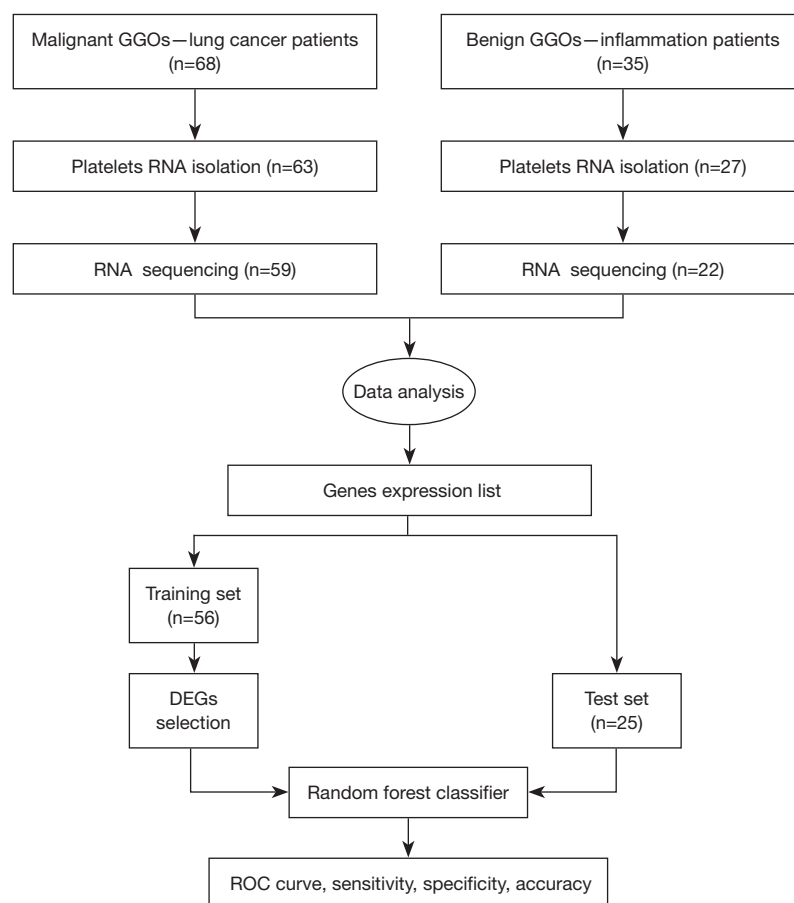 Malignant GGOs—lung cancer patients
(n=68)
Benign GGOs—inflammation patients
(n=35)
Platelets RNA isolation (n=63)
Platelets RNA isolation (n=27)
RNA sequencing (n=59)
RNA sequencing (n=22)
Data analysis
Genes expression list
Training set
(n=56)
DEGs
selection
Test set
(n=25)
Random forest classifier
ROC curve, sensitivity, specificity, accuracy